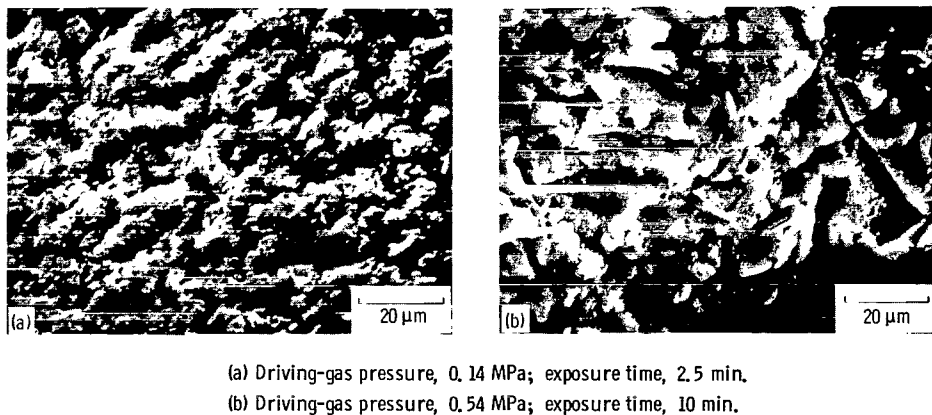 (a)
20 μm
(b)
20 μm
(a) Driving-gas pressure, 0.14 MPa; exposure time, 2.5 min.
(b) Driving-gas pressure, 0.54 MPa; exposure time, 10 min.